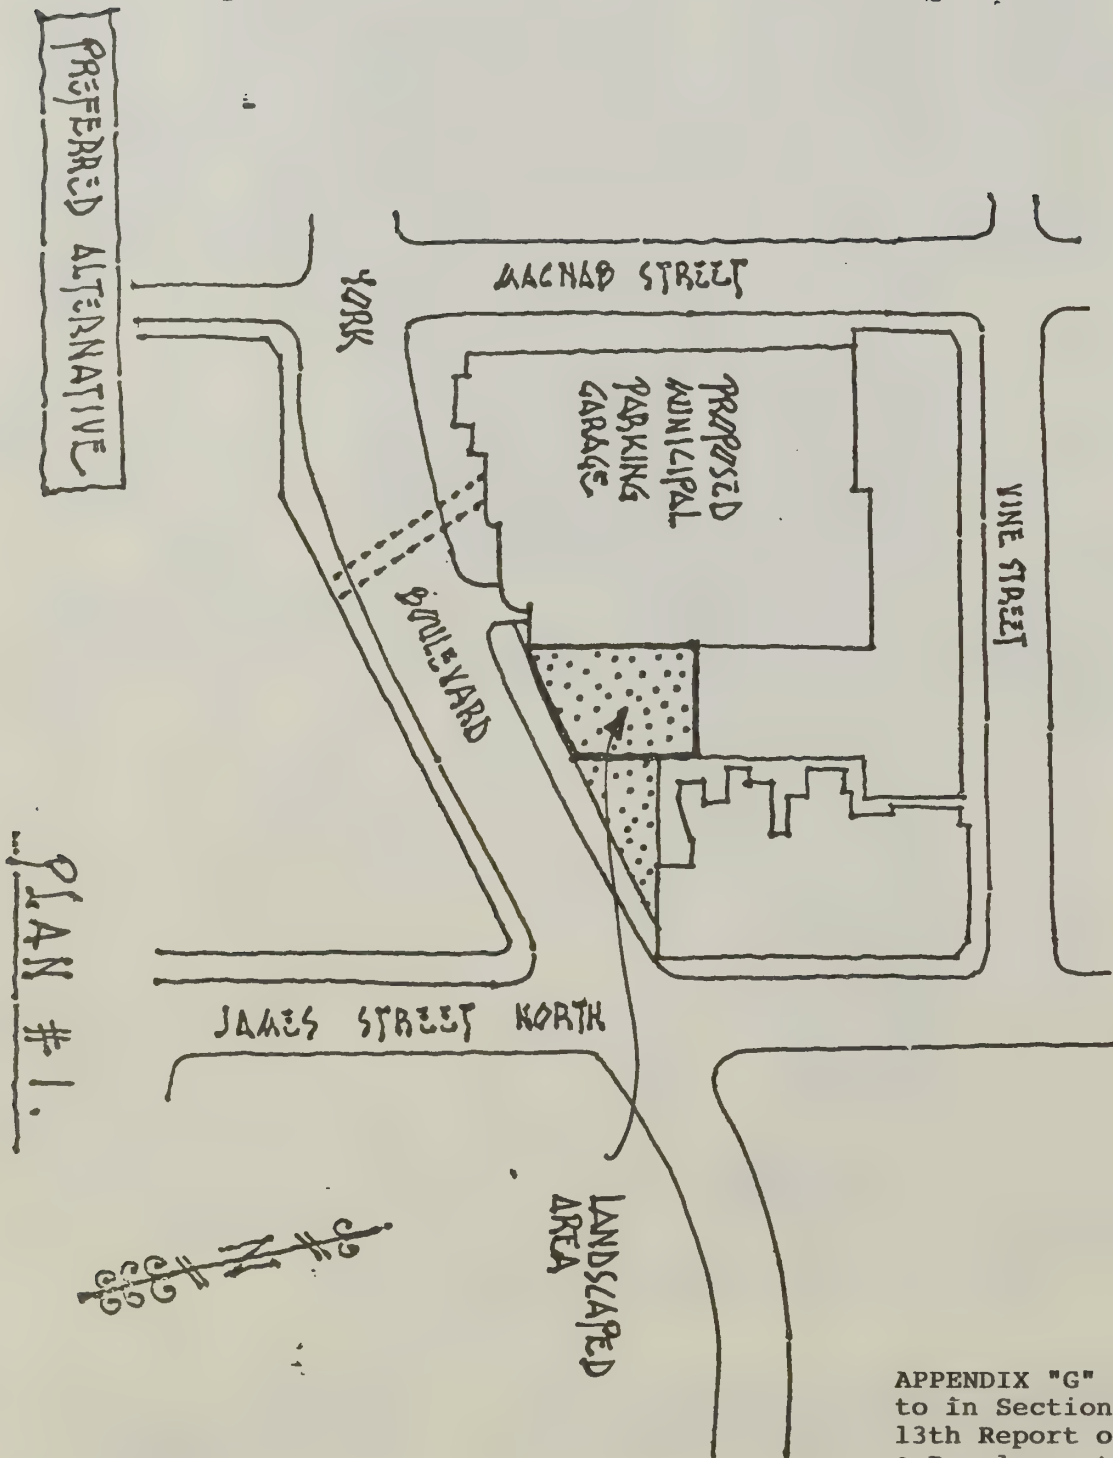 PREFERRED ALTERNATIVE
MACNAB STREET
YORK
BOULEVARD
PROPOSED
MUNICIPAL
PARKING
GARAGE
VINE STREET
JAMES STREET NORTH
LANDSCAPED
AREA
PLAN # 1.
N
APPENDIX "G"
to in Section
13th Report o